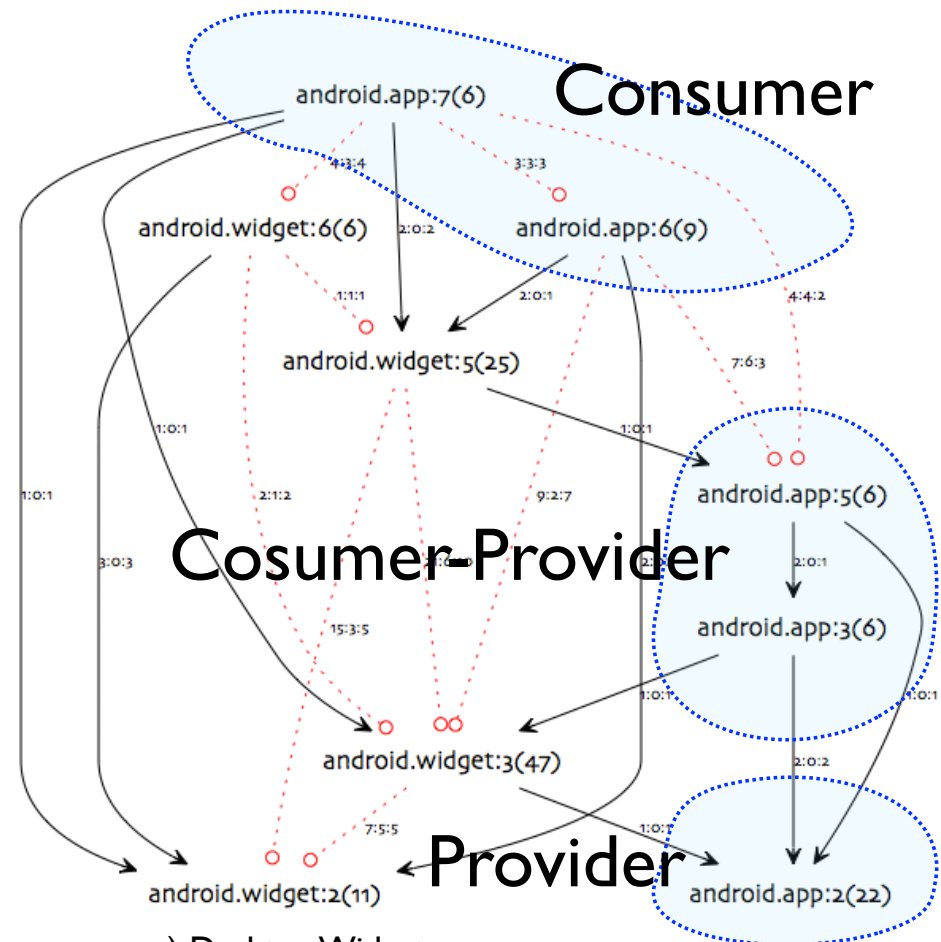 android.app:7(6)
Consumer
4:3:4
3:3:3
android.widget:6(6)
2:0:2
android.app:6(9)
1:1:1
2:0:1
4:4:2
android.widget:5(25)
7:6:3
1:0:1
1:0:1
1:0:1
2:1:2
9:2:7
android.app:5(6)
3:0:3
Cosumer-Provider
2:0:1
15:3:5
android.app:3(6)
1:0:1
1:0:1
android.widget:3(47)
2:0:2
7:5:5
1:0:1
Provider
android.widget:2(11)
android.app:2(22)